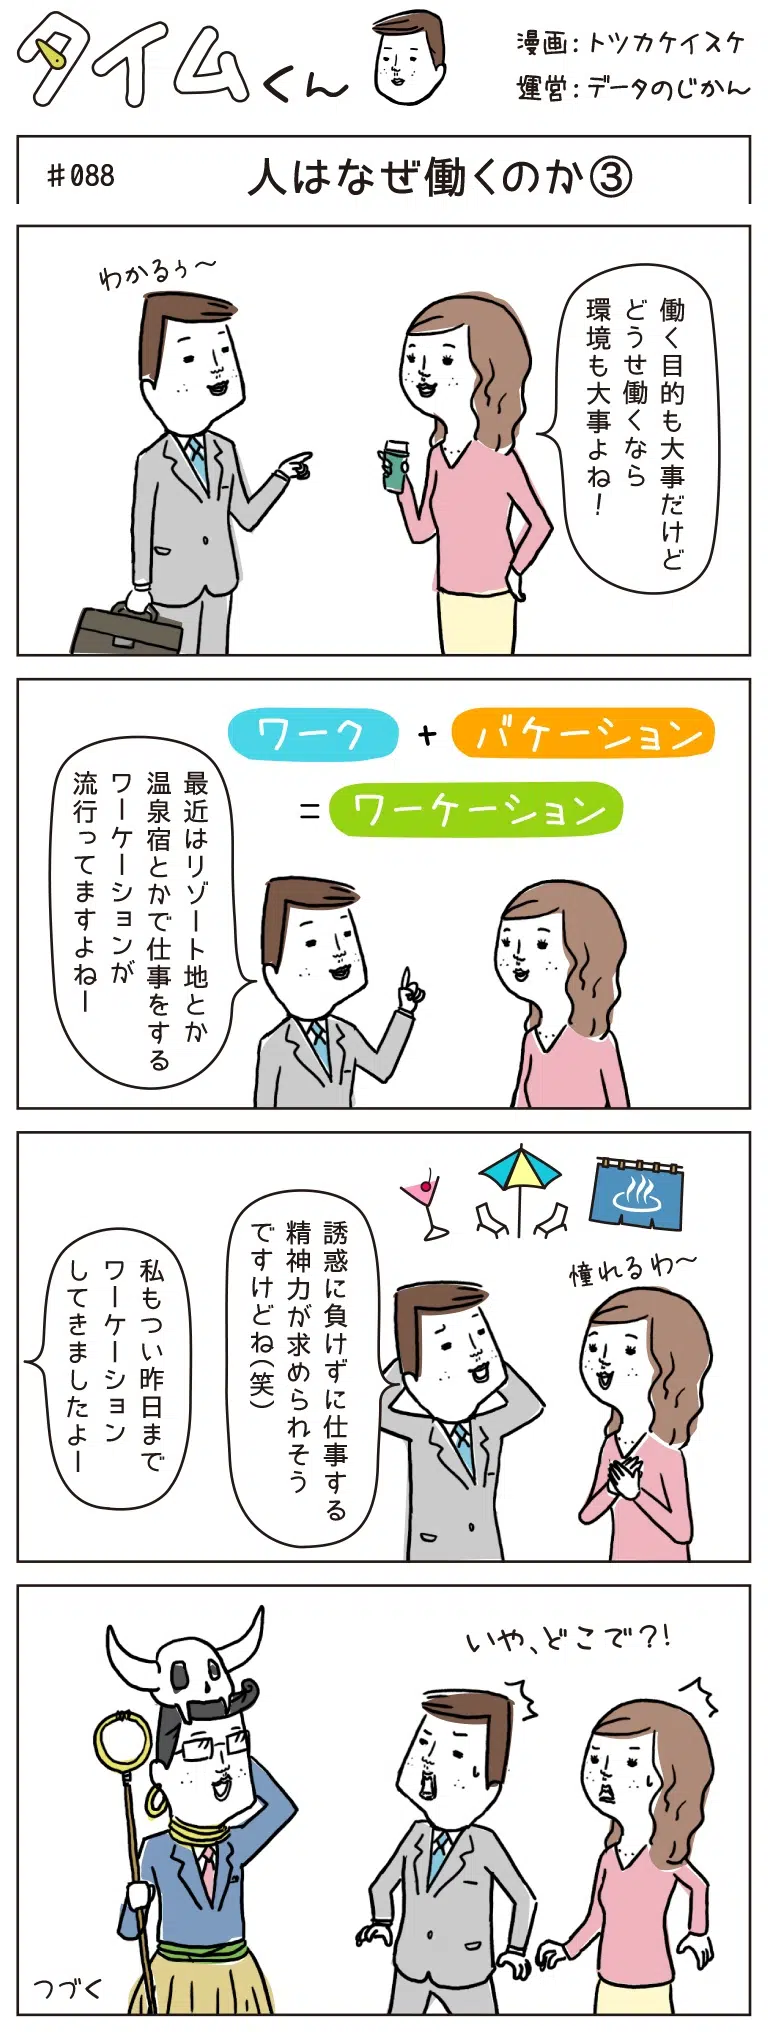 タイムくん
漫画：トツカケイスケ
運営：データのじかん
#088
人はなぜ働くのか③
わかるぅ〜
働く目的も大事だけど
どうせ働くなら
環境も大事よね！
ワーク + バケーション
= ワーケーション
最近はリゾート地とか
温泉宿とかで仕事をする
ワーケーションが
流行ってますよねー
憧れるわ〜
誘惑に負けずに仕事する
精神力が求められそう
ですけどね(笑)
私もつい昨日まで
ワーケーション
してきましたよー
いや、どこで?!
つづく